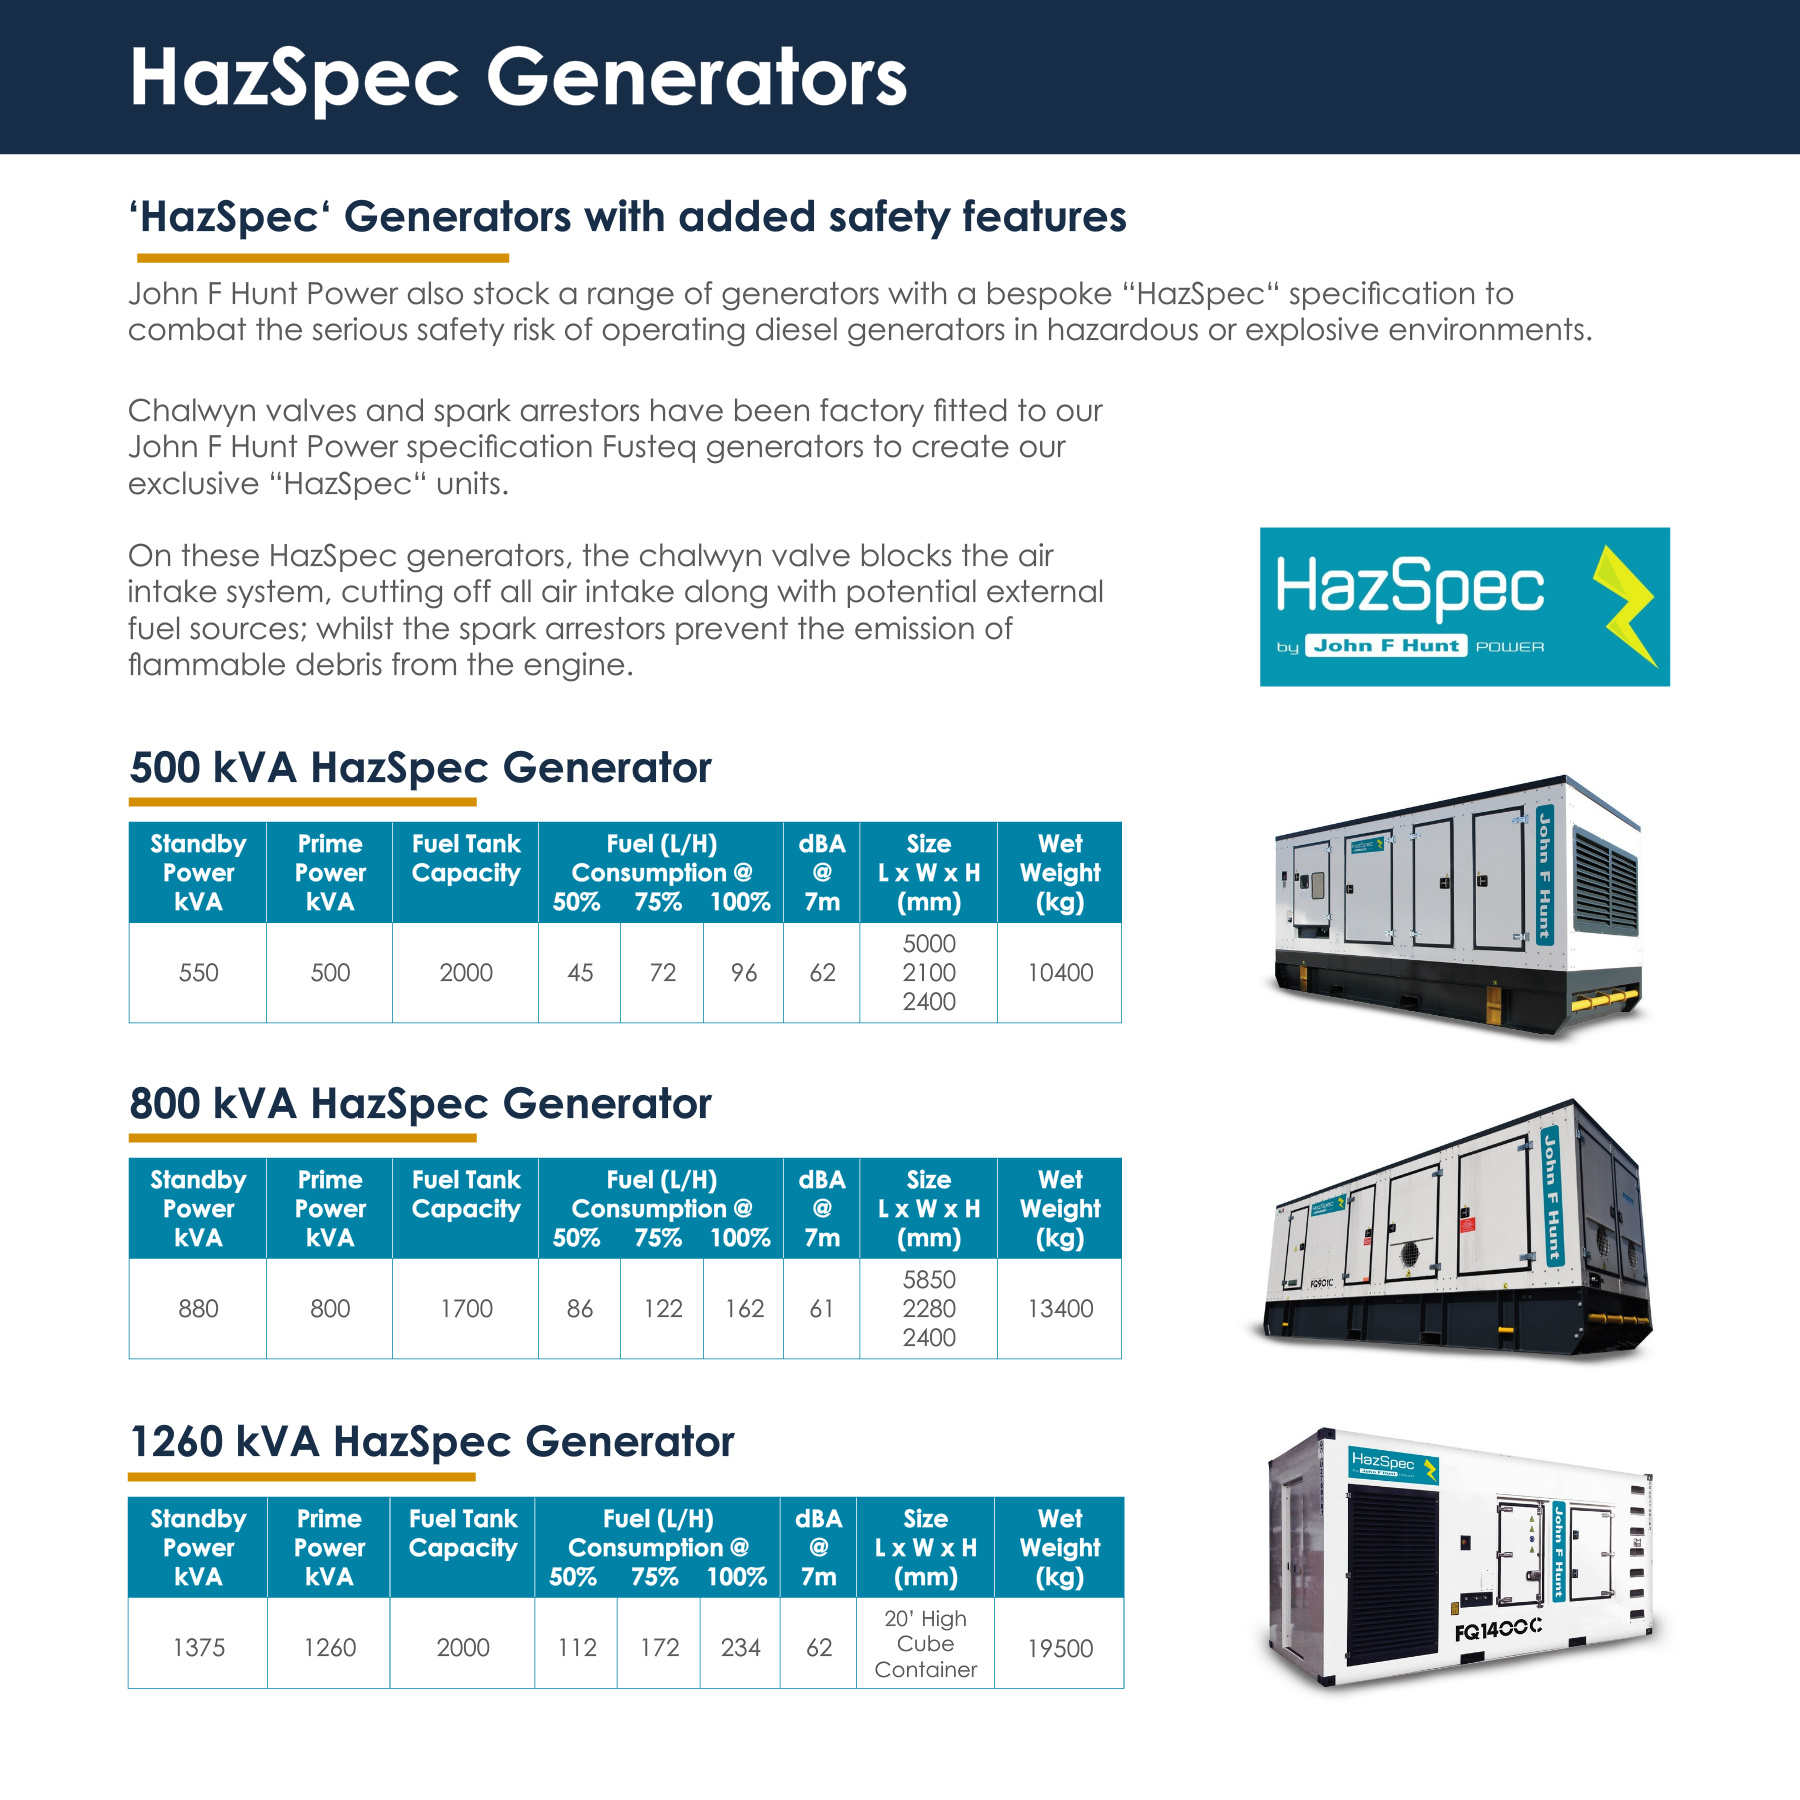 HazSpec Generators
‘HazSpec‘ Generators with added safety features
John F Hunt Power also stock a range of generators with a bespoke “HazSpec“ specification to
combat the serious safety risk of operating diesel generators in hazardous or explosive environments.
Chalwyn valves and spark arrestors have been factory fitted to our
John F Hunt Power specification Fusteq generators to create our
exclusive “HazSpec“ units.
On these HazSpec generators, the chalwyn valve blocks the air
intake system, cutting off all air intake along with potential external
fuel sources; whilst the spark arrestors prevent the emission of
flammable debris from the engine.
HazSpec
by John F Hunt POWER
500 kVA HazSpec Generator
Standby Prime Fuel Tank Fuel (L/H) dBA Size Wet
Power Power Capacity Consumption @ @ L x W x H Weight
kVA kVA 50% 75% 100% 7m (mm) (kg)
5000
550 500 2000 45 72 96 62 2100 10400
2400
HazSpec
John F Hunt
800 kVA HazSpec Generator
Standby Prime Fuel Tank Fuel (L/H) dBA Size Wet
Power Power Capacity Consumption @ @ L x W x H Weight
kVA kVA 50% 75% 100% 7m (mm) (kg)
5850
880 800 1700 86 122 162 61 2280 13400
2400
HazSpec
John F Hunt
FQ901C
1260 kVA HazSpec Generator
Standby Prime Fuel Tank Fuel (L/H) dBA Size Wet
Power Power Capacity Consumption @ @ L x W x H Weight
kVA kVA 50% 75% 100% 7m (mm) (kg)
20’ High
1375 1260 2000 112 172 234 62 Cube 19500
Container
HazSpec
by John F Hunt POWER
John F Hunt
FQ1400C